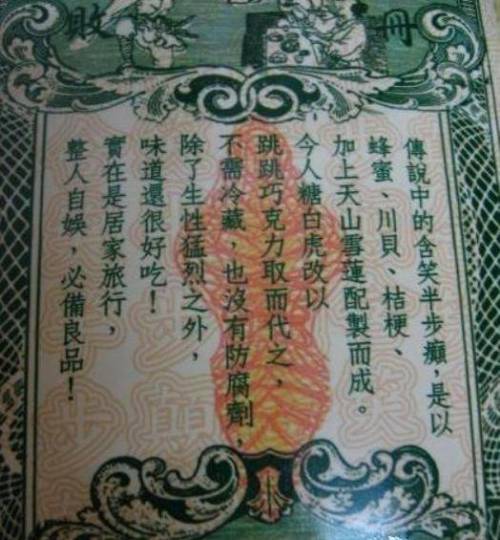 敗
冊
傳說中的含笑半步癲，是以
蜂蜜、川貝、桔梗、
加上天山雪蓮配製而成。
今人糖白虎改以
跳跳巧克力取而代之，
不需冷藏，也沒有防腐劑，
除了生性猛烈之外，
味道還很好吃！
實在是居家旅行，
整人自娛，必備良品！